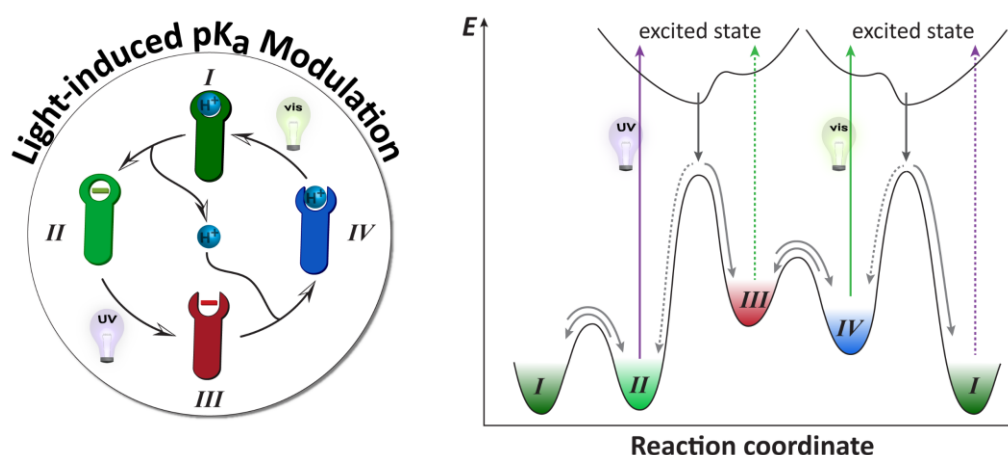 Light-induced pKa Modulation
I
H+
vis
II
H+
H+
IV
UV
III
E
excited state
excited state
UV
vis
III
IV
I
II
I
Reaction coordinate